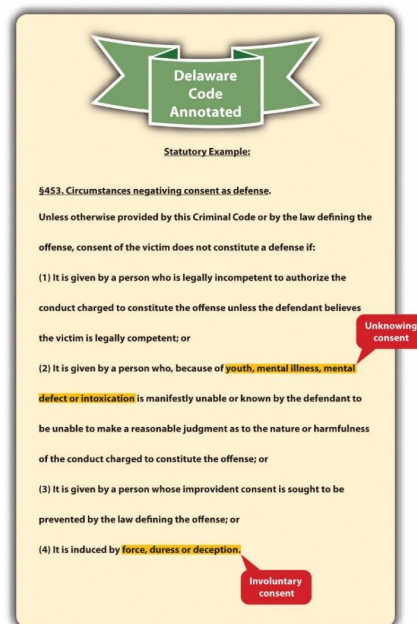 Delaware
Code
Annotated
Statutory Example:
§453. Circumstances negativing consent as defense.
Unless otherwise provided by this Criminal Code or by the law defining the
offense, consent of the victim does not constitute a defense if:
(1) It is given by a person who is legally incompetent to authorize the
conduct charged to constitute the offense unless the defendant believes
the victim is legally competent; or
Unknowing
consent
(2) It is given by a person who, because of youth, mental illness, mental
defect or intoxication is manifestly unable or known by the defendant to
be unable to make a reasonable judgment as to the nature or harmfulness
of the conduct charged to constitute the offense; or
(3) It is given by a person whose improvident consent is sought to be
prevented by the law defining the offense; or
(4) It is induced by force, duress or deception.
Involuntary
consent